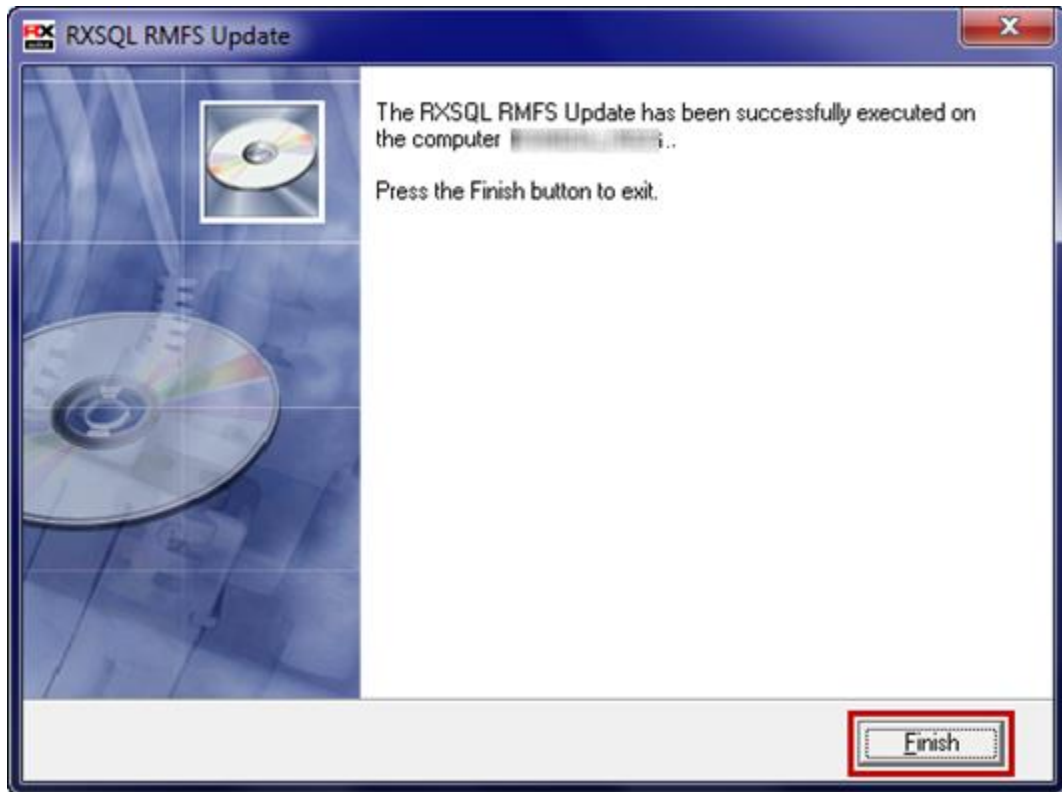 RX
RXSQL RMFS Update
The RXSQL RMFS Update has been successfully executed on
the computer ..
Press the Finish button to exit.
Finish